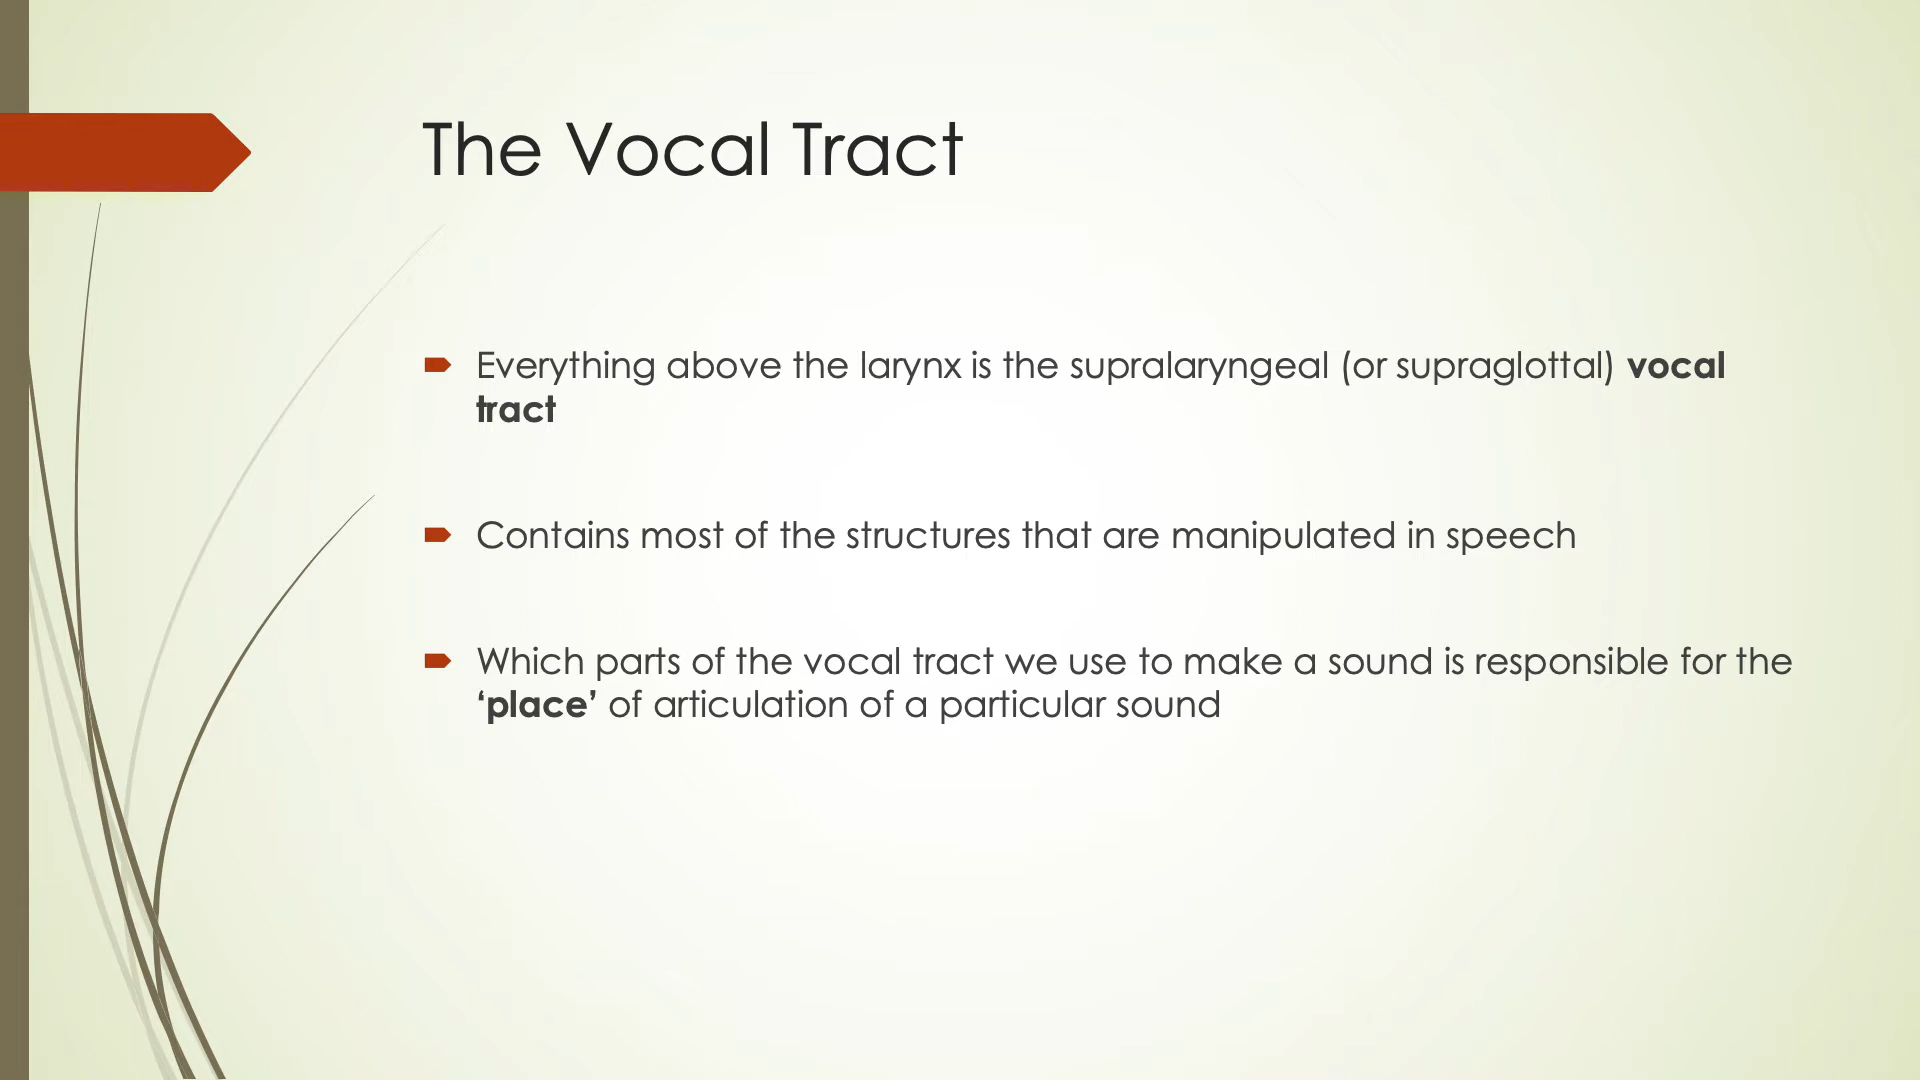 The Vocal Tract
Everything above the larynx is the supralaryngeal (or supraglottal) vocal
tract
Contains most of the structures that are manipulated in speech
Which parts of the vocal tract we use to make a sound is responsible for the
‘place’ of articulation of a particular sound